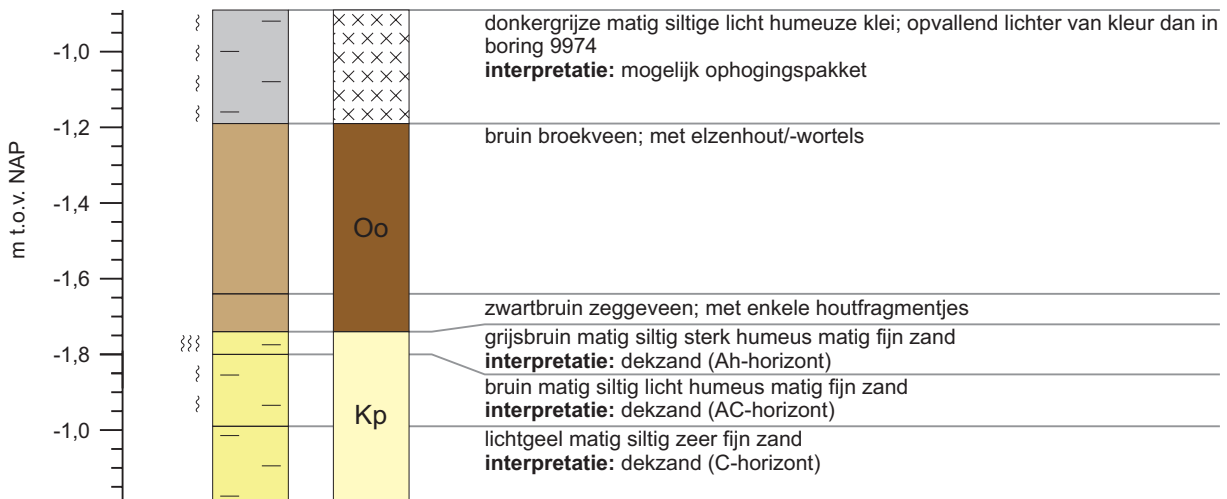 m t.o.v. NAP
-1,0
-1,2
-1,4
-1,6
-1,8
-1,0
Oo
Kp
donkergrijze matig siltige licht humeuze klei; opvallend lichter van kleur dan in
boring 9974
interpretatie: mogelijk ophogingspakket
bruin broekveen; met elzenhout/-wortels
zwartbruin zeggeveen; met enkele houtfragmentjes
grijsbruin matig siltig sterk humeus matig fijn zand
interpretatie: dekzand (Ah-horizont)
bruin matig siltig licht humeus matig fijn zand
interpretatie: dekzand (AC-horizont)
lichtgeel matig siltig zeer fijn zand
interpretatie: dekzand (C-horizont)